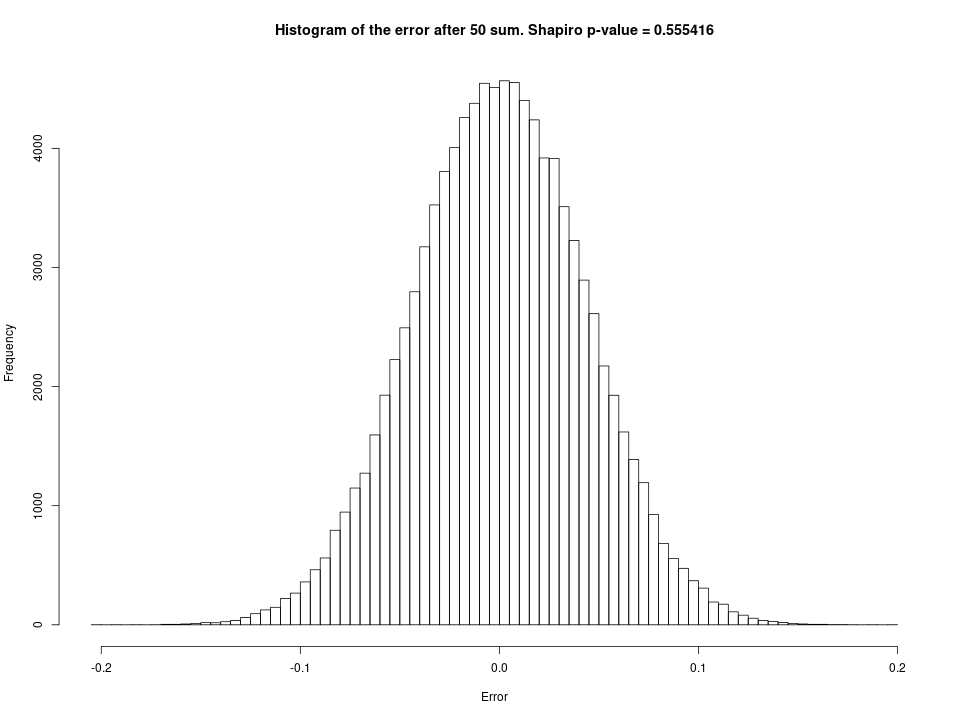 Histogram of the error after 50 sum. Shapiro p-value = 0.555416
Frequency
4000
3000
2000
1000
0
-0.2 -0.1 0.0 0.1 0.2
Error